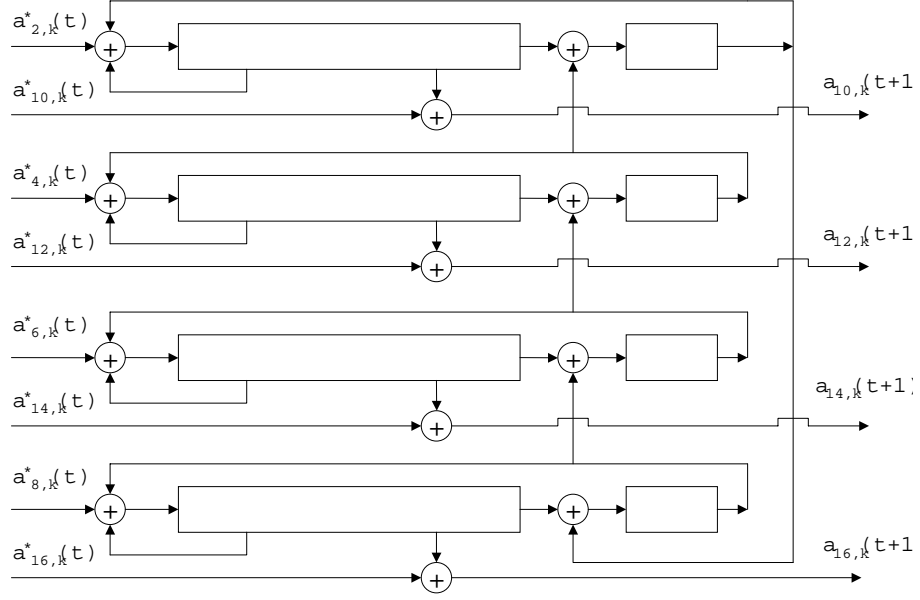 a*2,k(t)
+ +
a*10,k(t) a10,k(t+1
+
a*4,k(t)
+ +
a*12,k(t) a12,k(t+1
+
a*6,k(t)
+ +
a*14,k(t) a14,k(t+1)
+
a*8,k(t)
+ +
a*16,k(t) a16,k(t+1
+